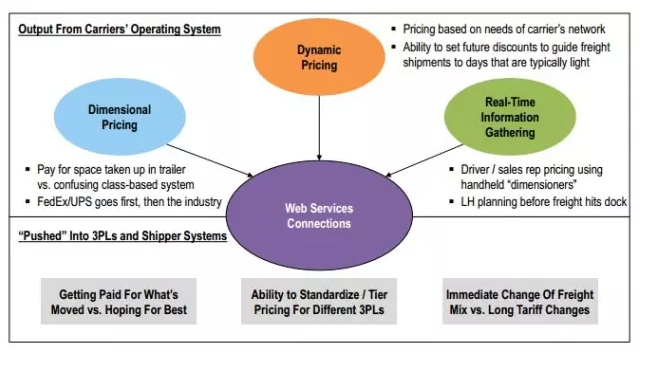 Output From Carriers' Operating System
Dynamic
Pricing
▪ Pricing based on needs of carrier's network
▪ Ability to set future discounts to guide freight
shipments to days that are typically light
Dimensional
Pricing
Real-Time
Information
Gathering
▪ Pay for space taken up in trailer
vs. confusing class-based system
▪ FedEx/UPS goes first, then the industry
▪ Driver / sales rep pricing using
handheld "dimensioners"
▪ LH planning before freight hits dock
Web Services
Connections
"Pushed" Into 3PLs and Shipper Systems
Getting Paid For What's
Moved vs. Hoping For Best
Ability to Standardize / Tier
Pricing For Different 3PLs
Immediate Change Of Freight
Mix vs. Long Tariff Changes